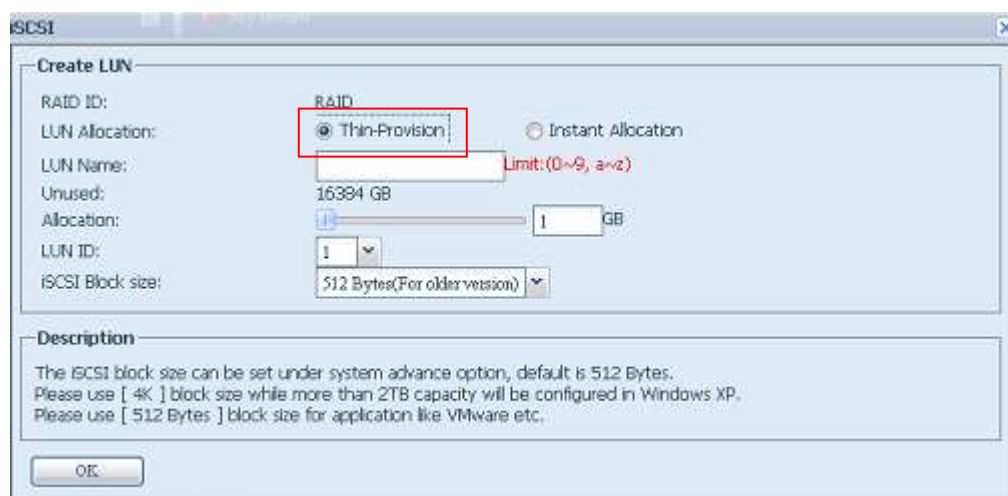 iSCSI
Create LUN
RAID ID: RAID
LUN Allocation: Thin-Provision Instant Allocation
LUN Name: Limit:(0~9, a~z)
Unused: 16384 GB
Allocation: 1 GB
LUN ID: 1
iSCSI Block size: 512 Bytes(For older version)
Description
The iSCSI block size can be set under system advance option, default is 512 Bytes.
Please use [ 4K ] block size while more than 2TB capacity will be configured in Windows XP.
Please use [ 512 Bytes ] block size for application like VMware etc.
OK